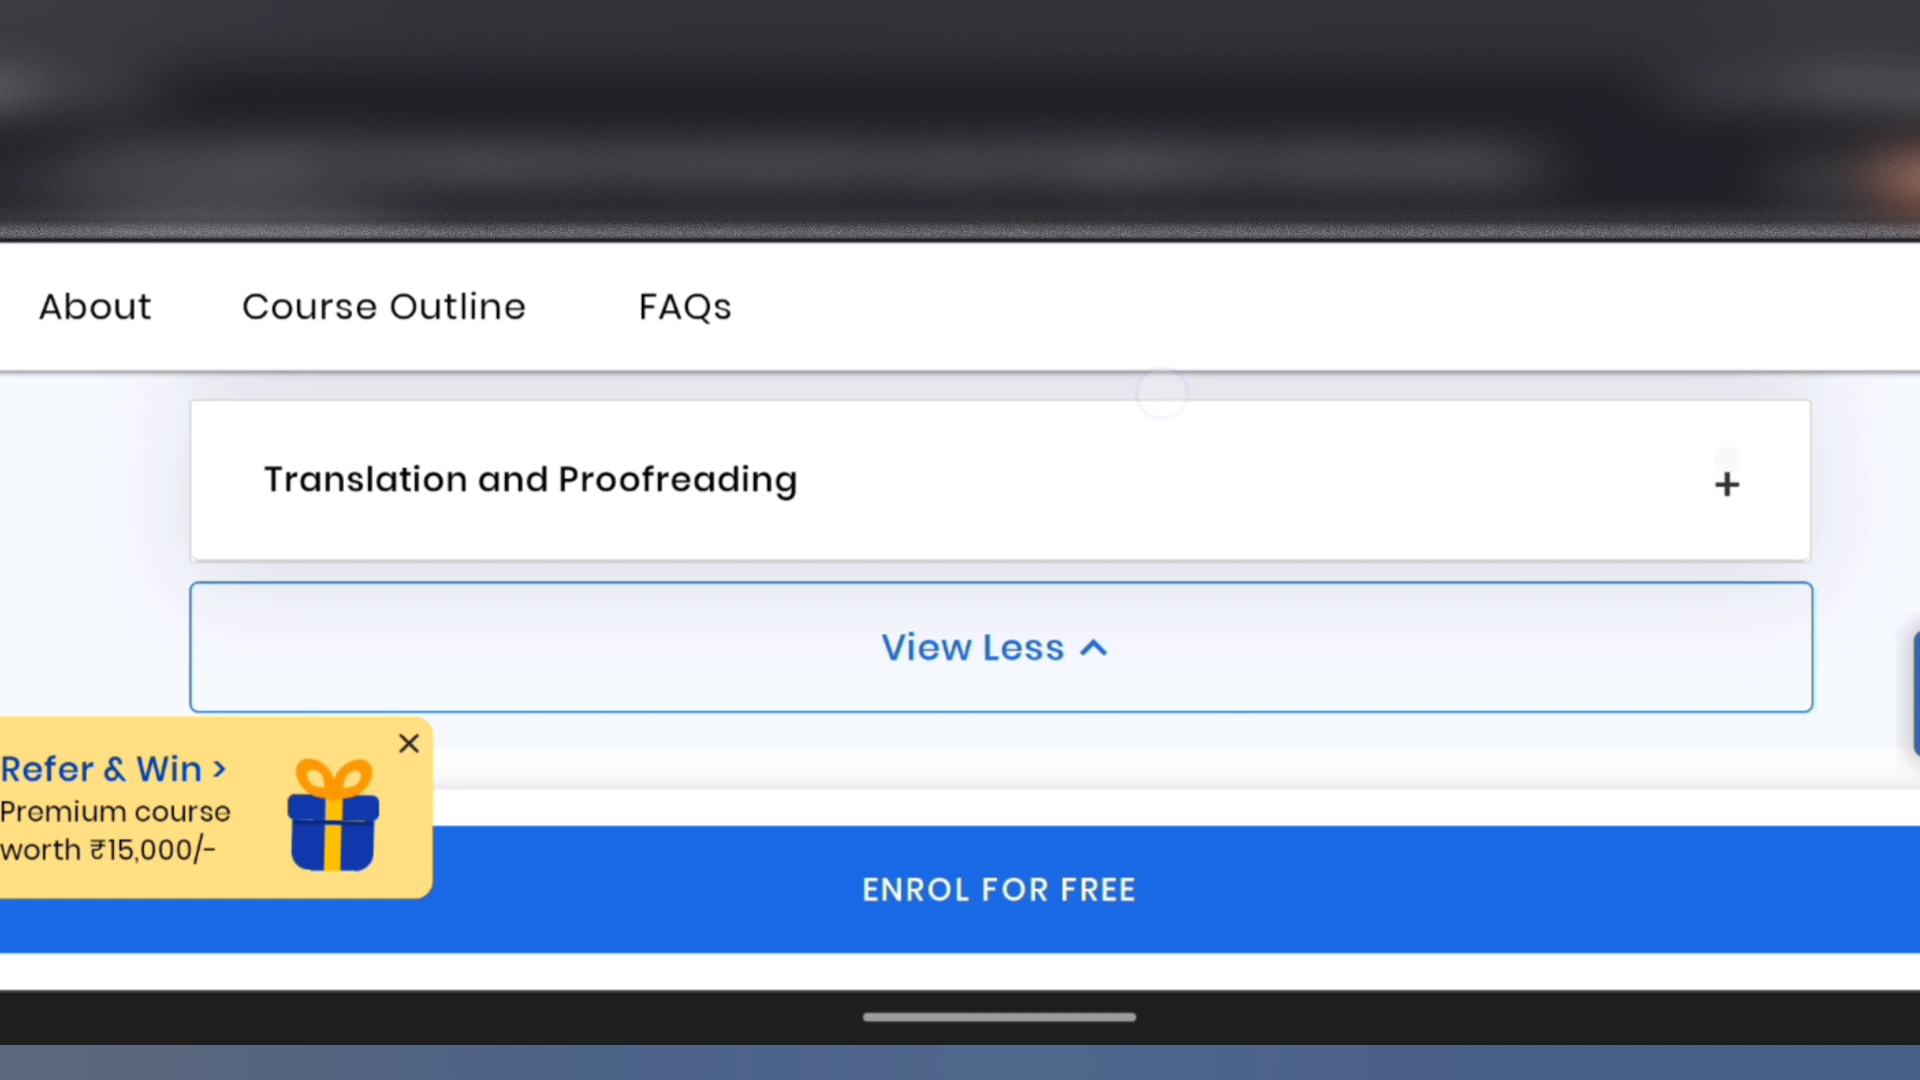 About Course Outline FAQs
Translation and Proofreading
View Less
Refer & Win >
Premium course
worth ₹15,000/-
ENROL FOR FREE